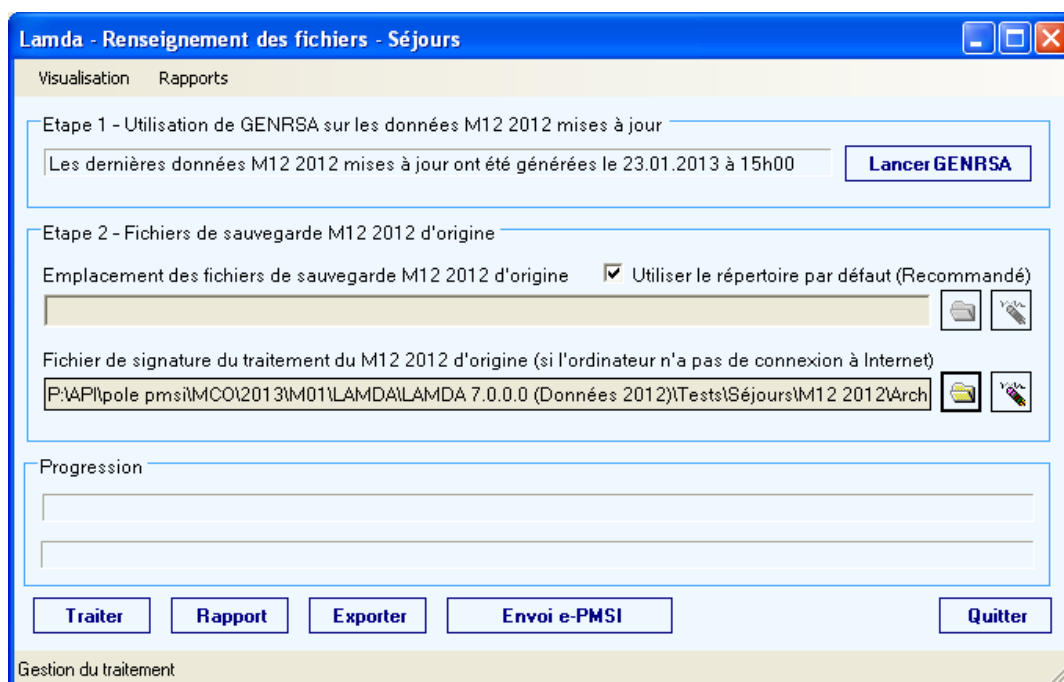 Lamda - Renseignement des fichiers - Séjours
Visualisation Rapports
Etape 1 - Utilisation de GENRSA sur les données M12 2012 mises à jour
Les dernières données M12 2012 mises à jour ont été générées le 23.01.2013 à 15h00 Lancer GENRSA
Etape 2 - Fichiers de sauvegarde M12 2012 d'origine
Emplacement des fichiers de sauvegarde M12 2012 d'origine Utiliser le répertoire par défaut (Recommandé)
Fichier de signature du traitement du M12 2012 d'origine (si l'ordinateur n'a pas de connexion à Internet)
P:\API\pole pmsi\MCO\2013\M01\LAMDA\LAMDA 7.0.0.0 (Données 2012)\Tests\Séjours\M12 2012\Arch
Progression
Traiter Rapport Exporter Envoi e-PMSI Quitter
Gestion du traitement